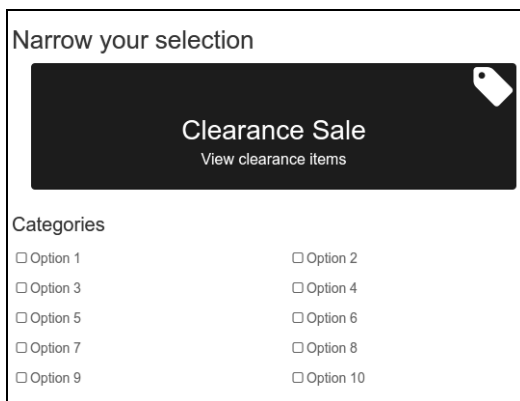 Narrow your selection
Clearance Sale
View clearance items
Categories
Option 1
Option 2
Option 3
Option 4
Option 5
Option 6
Option 7
Option 8
Option 9
Option 10